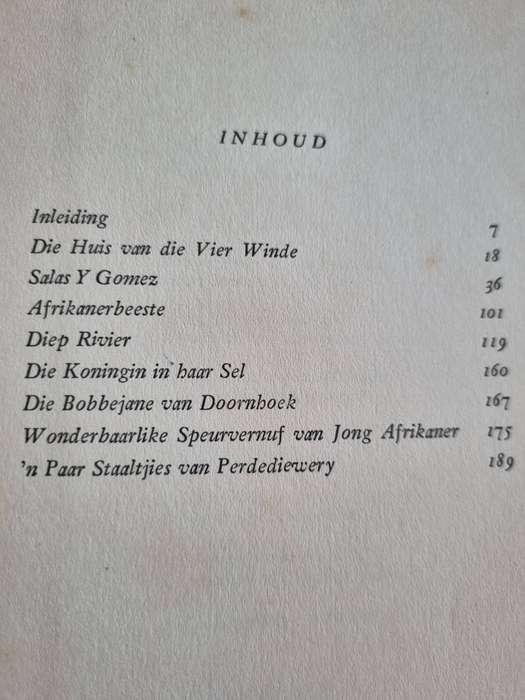 INHOUD
Inleiding 7
Die Huis van die Vier Winde 18
Salas Y Gomez 36
Afrikanerbeeste 101
Diep Rivier 119
Die Koningin in haar Sel 160
Die Bobbejane van Doornhoek 167
Wonderbaarlike Speurvernuf van Jong Afrikaner 175
'n Paar Staaltjies van Perdediewery 189